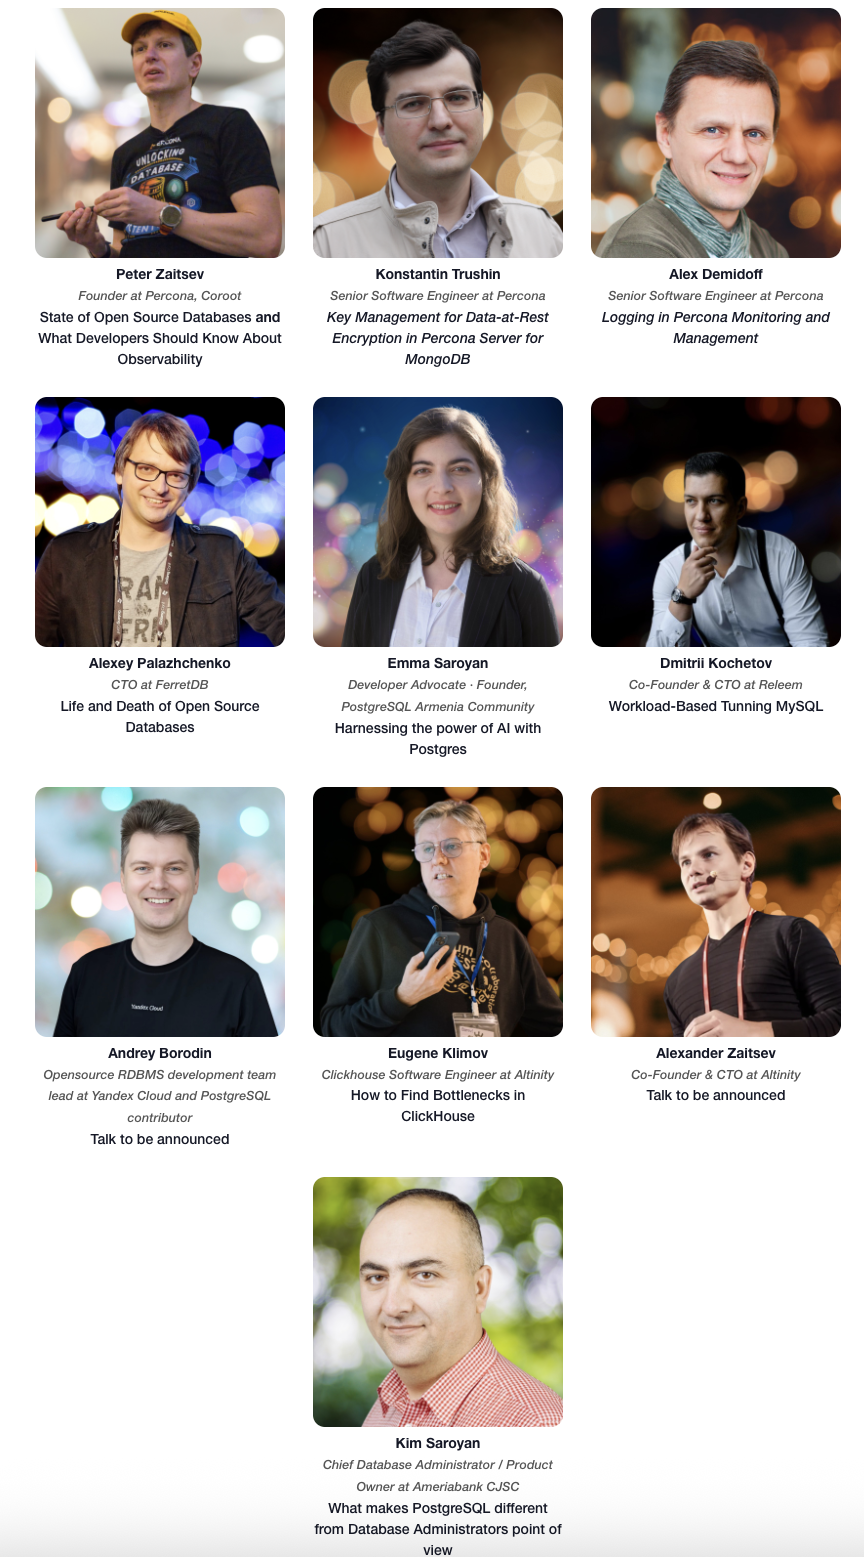 PERCONA
UNLOCKING
DATABASE
Peter Zaitsev
Founder at Percona, Coroot
State of Open Source Databases and
What Developers Should Know About
Observability
Konstantin Trushin
Senior Software Engineer at Percona
Key Management for Data-at-Rest
Encryption in Percona Server for
MongoDB
Alex Demidoff
Senior Software Engineer at Percona
Logging in Percona Monitoring and
Management
Alexey Palazhchenko
CTO at FerretDB
Life and Death of Open Source
Databases
Emma Saroyan
Developer Advocate · Founder,
PostgreSQL Armenia Community
Harnessing the power of AI with
Postgres
Dmitrii Kochetov
Co-Founder & CTO at Releem
Workload-Based Tunning MySQL
Yandex Cloud
Andrey Borodin
Opensource RDBMS development team
lead at Yandex Cloud and PostgreSQL
contributor
Talk to be announced
Eugene Klimov
Clickhouse Software Engineer at Altinity
How to Find Bottlenecks in
ClickHouse
Alexander Zaitsev
Co-Founder & CTO at Altinity
Talk to be announced
Kim Saroyan
Chief Database Administrator / Product
Owner at Ameriabank CJSC
What makes PostgreSQL different
from Database Administrators point of
view